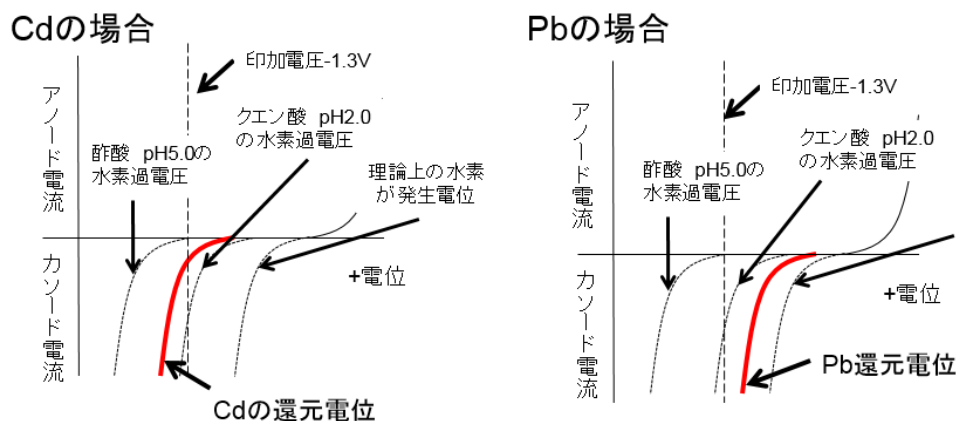 Cdの場合
印加電圧-1.3V
アノード電流
クエン酸 pH2.0
の水素過電圧
酢酸 pH5.0の
水素過電圧
理論上の水素
が発生電位
カソード電流
+電位
Cdの還元電位
Pbの場合
印加電圧-1.3V
アノード電流
クエン酸 pH2.0
の水素過電圧
酢酸 pH5.0の
水素過電圧
カソード電流
+電位
Pb還元電位